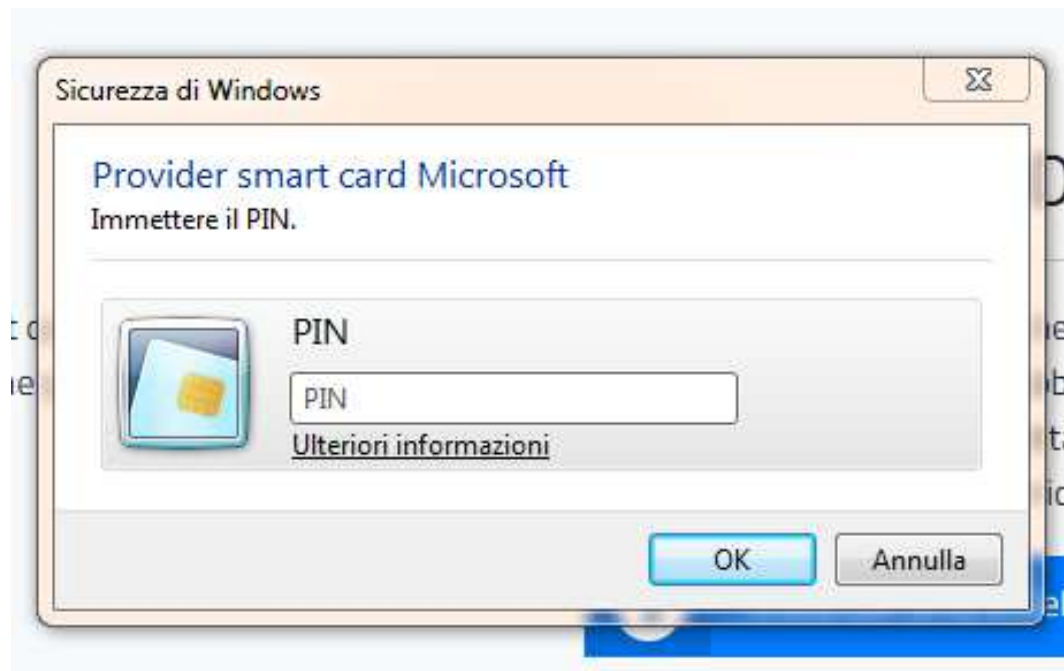 Sicurezza di Windows
Provider smart card Microsoft
Immettere il PIN.
PIN
PIN
Ulteriori informazioni
OK
Annulla